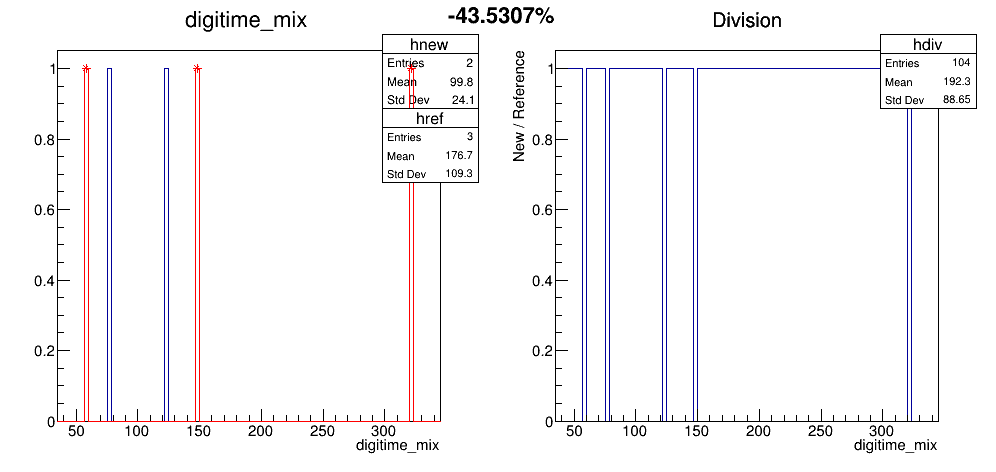 -43.5307%
digitime_mix
hnew
Entries 2
Mean 99.8
Std Dev 24.1
href
Entries 3
Mean 176.7
Std Dev 109.3
1
0.8
0.6
0.4
0.2
0
50 100 150 200 250 300
digitime_mix
Division
hdiv
Entries 104
Mean 192.3
Std Dev 88.65
New / Reference
1
0.8
0.6
0.4
0.2
0
50 100 150 200 250 300
digitime_mix